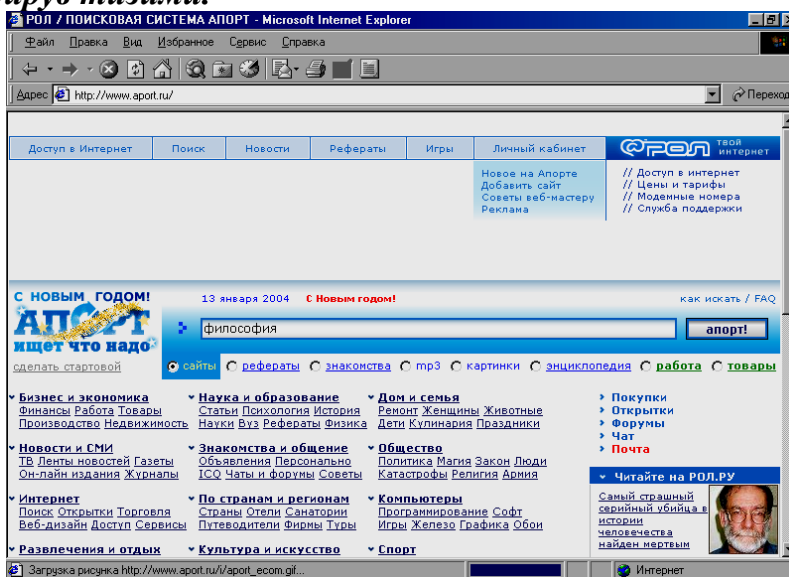 РОЛ / ПОИСКОВАЯ СИСТЕМА АПОРТ - Microsoft Internet Explorer
Файл Правка Вид Избранное Сервис Справка
Адрес http://www.aport.ru/ Переход
Доступ в Интернет Поиск Новости Рефераты Игры Личный кабинет РОЛ твой интернет
Новое на Апорте
Добавить сайт
Советы веб-мастеру
Реклама
// Доступ в интернет
// Цены и тарифы
// Модемные номера
// Служба поддержки
С НОВЫМ ГОДОМ! 13 января 2004 С Новым годом! как искать / FAQ
АПОРТ философия апорт!
ищет что надо
сделать стартовой сайты рефераты знакомства mp3 картинки энциклопедия работа товары
Бизнес и экономика
Финансы Работа Товары
Производство Недвижимость
Наука и образование
Статьи Психология История
Науки Вуз Рефераты Физика
Дом и семья
Ремонт Женщины Животные
Дети Кулинария Праздники
Покупки
Открытки
Форумы
Чат
Почта
Новости и СМИ
ТВ Ленты новостей Газеты
Он-лайн издания Журналы
Знакомства и общение
Объявления Персонально
ICQ Чаты и форумы Советы
Общество
Политика Магия Закон Люди
Катастрофы Религия Армия
Читайте на РОЛ.РУ
Самый страшный
серийный убийца в
истории
человечества
найден мертвым
Интернет
Поиск Открытки Торговля
Веб-дизайн Доступ Сервисы
По странам и регионам
Страны Отели Санатории
Путеводители Фирмы Туры
Компьютеры
Программирование Софт
Игры Железо Графика Обои
Развлечения и отдых Культура и искусство Спорт
Загрузка рисунка http://www.aport.ru/i/aport_ecom.gif... Интернет